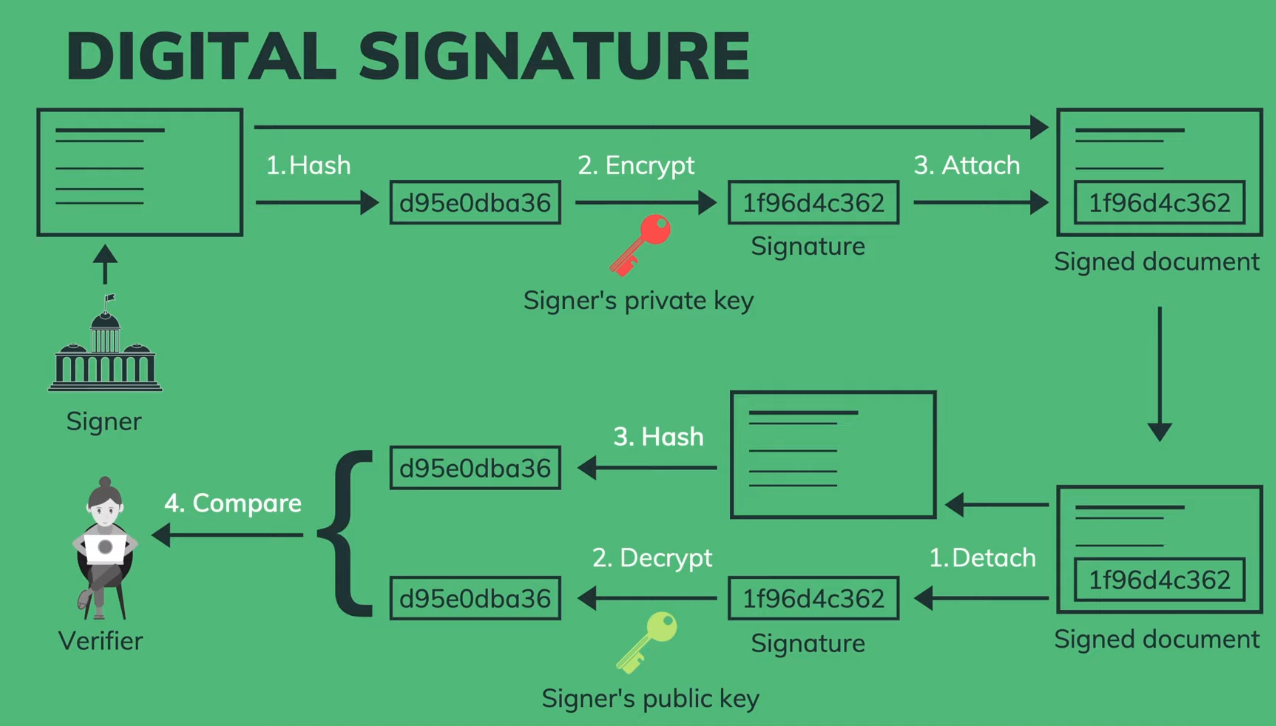 DIGITAL SIGNATURE
1.Hash
2. Encrypt
3. Attach
d95e0dba36
1f96d4c362
1f96d4c362
Signature
Signed document
Signer's private key
Signer
3. Hash
d95e0dba36
4. Compare
2. Decrypt
1.Detach
d95e0dba36
1f96d4c362
1f96d4c362
Verifier
Signature
Signed document
Signer's public key